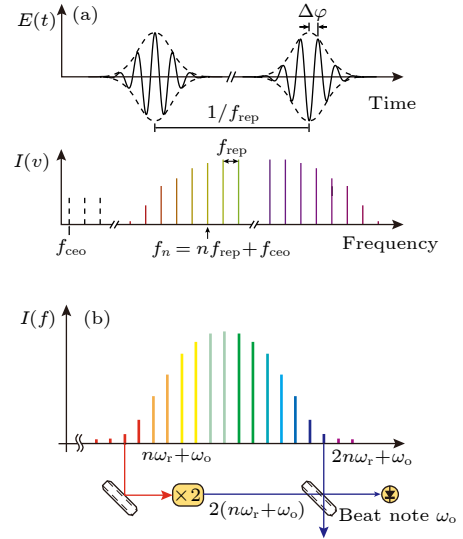 E(t)
(a)
Δφ
Time
1/f_rep
I(v)
f_rep
f_ceo
f_n = nf_rep + f_ceo
Frequency
I(f)
(b)
nω_r + ω_o
2nω_r + ω_o
×2
2(nω_r + ω_o)
Beat note ω_o